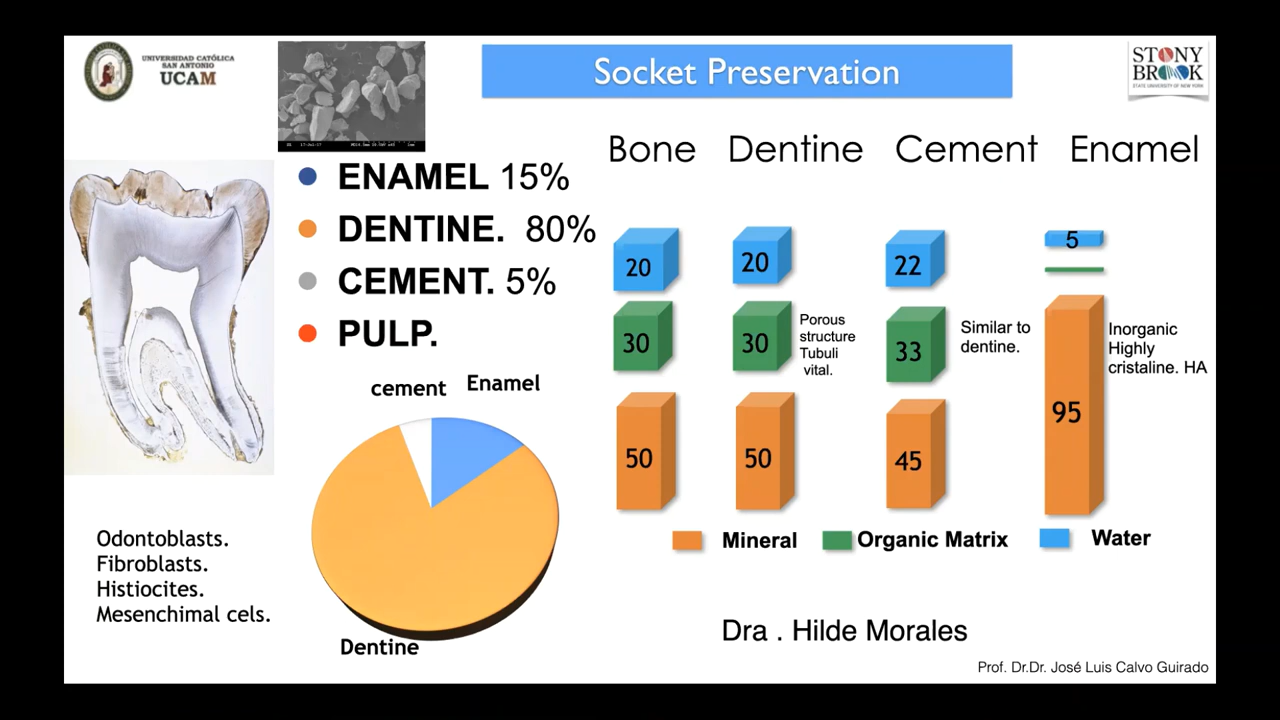 UNIVERSIDAD CATÓLICA
SAN ANTONIO
UCAM
Socket Preservation
STONY
BROOK
STATE UNIVERSITY OF NEW YORK
ENAMEL 15%
DENTINE. 80%
CEMENT. 5%
PULP.
cement
Enamel
Dentine
Odontoblasts.
Fibroblasts.
Histiocites.
Mesenchimal cels.
Bone Dentine Cement Enamel
20 20 22 5
30 30 33
Porous
structure
Tubuli
vital.
Similar to
dentine.
Inorganic
Highly
cristaline. HA
50 50 45 95
Mineral Organic Matrix Water
Dra . Hilde Morales
Prof. Dr.Dr. José Luis Calvo Guirado